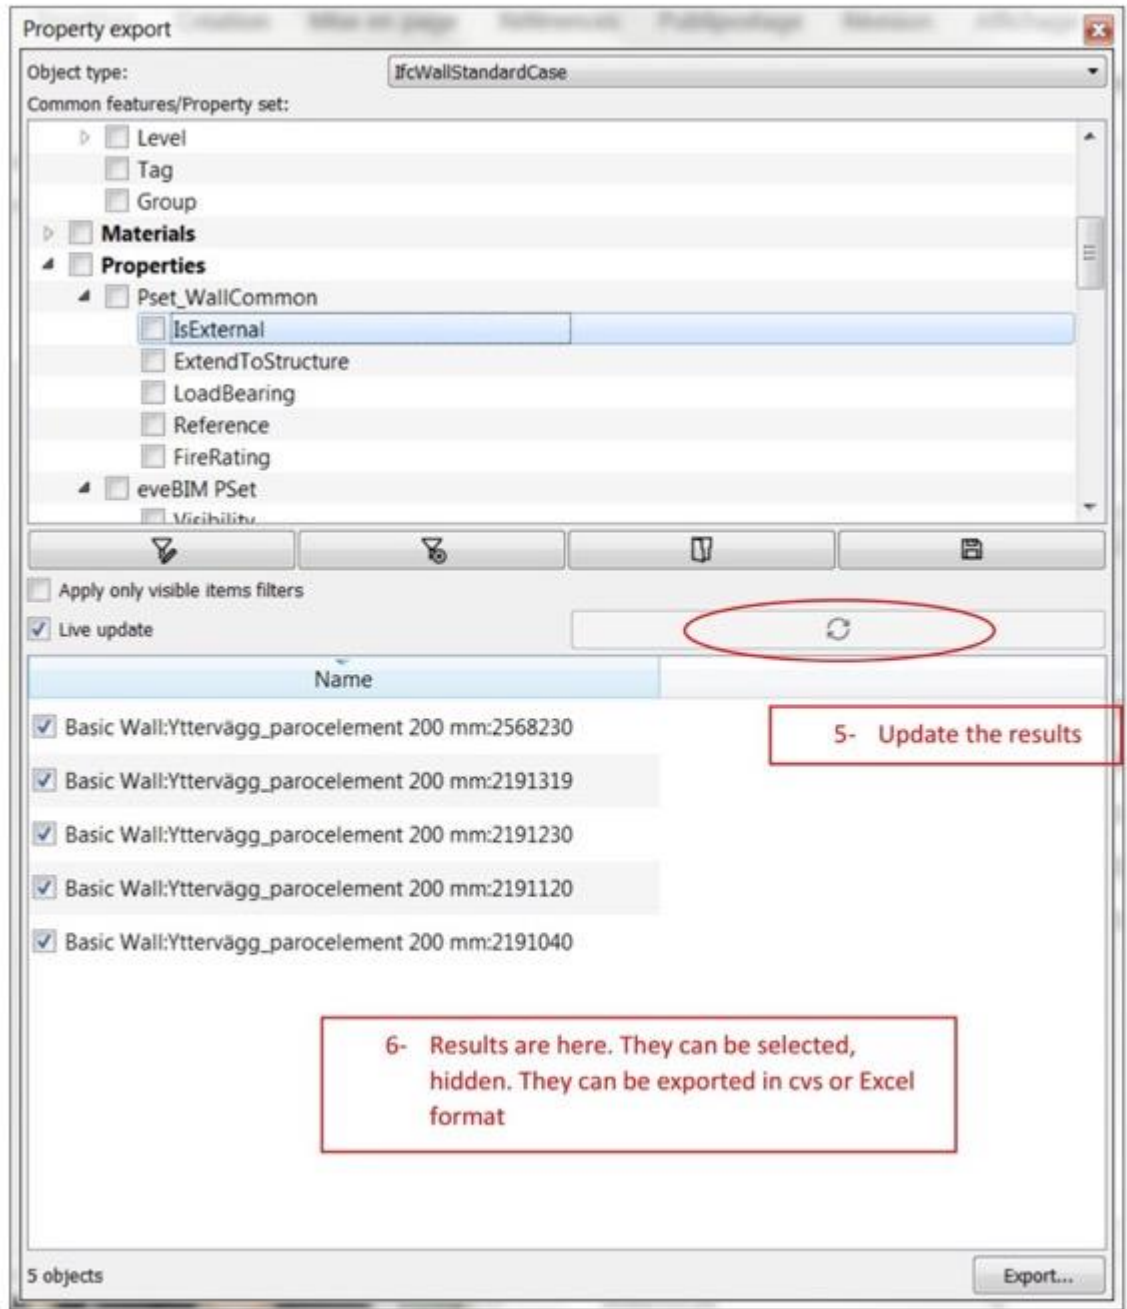 Property export
Object type: IfcWallStandardCase
Common features/Property set:
Level
Tag
Group
Materials
Properties
Pset_WallCommon
IsExternal
ExtendToStructure
LoadBearing
Reference
FireRating
eveBIM PSet
Visibility
Apply only visible items filters
Live update
Name
Basic Wall:Yttervägg_parocelement 200 mm:2568230
5- Update the results
Basic Wall:Yttervägg_parocelement 200 mm:2191319
Basic Wall:Yttervägg_parocelement 200 mm:2191230
Basic Wall:Yttervägg_parocelement 200 mm:2191120
Basic Wall:Yttervägg_parocelement 200 mm:2191040
6- Results are here. They can be selected,
hidden. They can be exported in cvs or Excel
format
5 objects
Export...